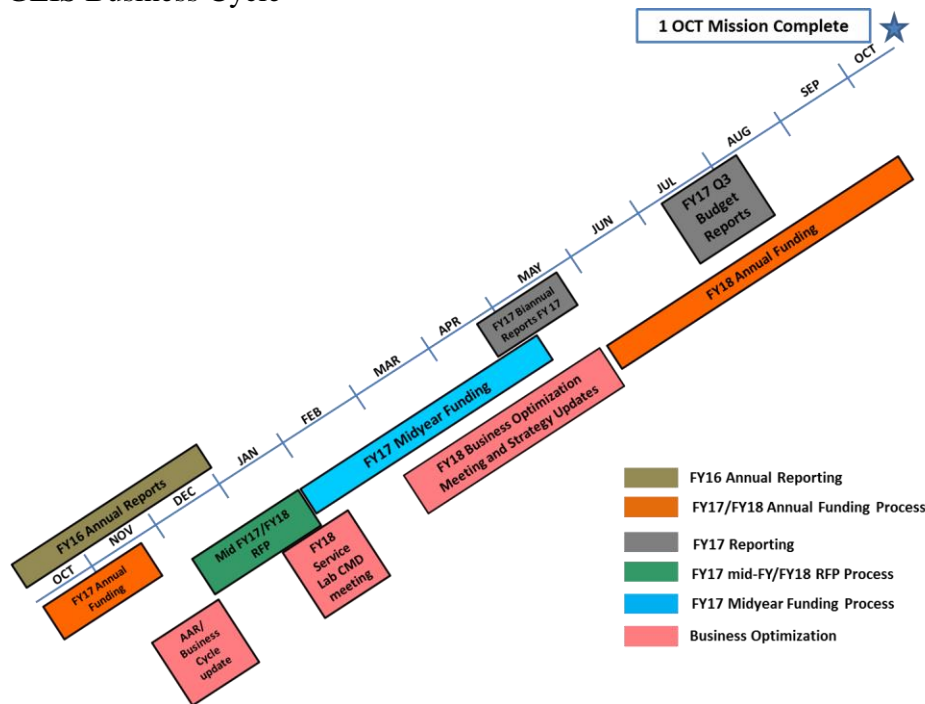 GEIS Business Cycle
1 OCT Mission Complete
OCT
NOV
DEC
JAN
FEB
MAR
APR
MAY
JUN
JUL
AUG
SEP
OCT
FY16 Annual Reports
FY17 Annual
Funding
AAR/
Business
Cycle
update
Mid FY17/FY18
RFP
FY18
Service
Lab CMD
meeting
FY17 Midyear Funding
FY17 Biannual
Reports FY 17
FY18 Business Optimization
Meeting and Strategy Updates
FY17 Q3
Budget
Reports
FY18 Annual Funding
FY16 Annual Reporting
FY17/FY18 Annual Funding Process
FY17 Reporting
FY17 mid-FY/FY18 RFP Process
FY17 Midyear Funding Process
Business Optimization